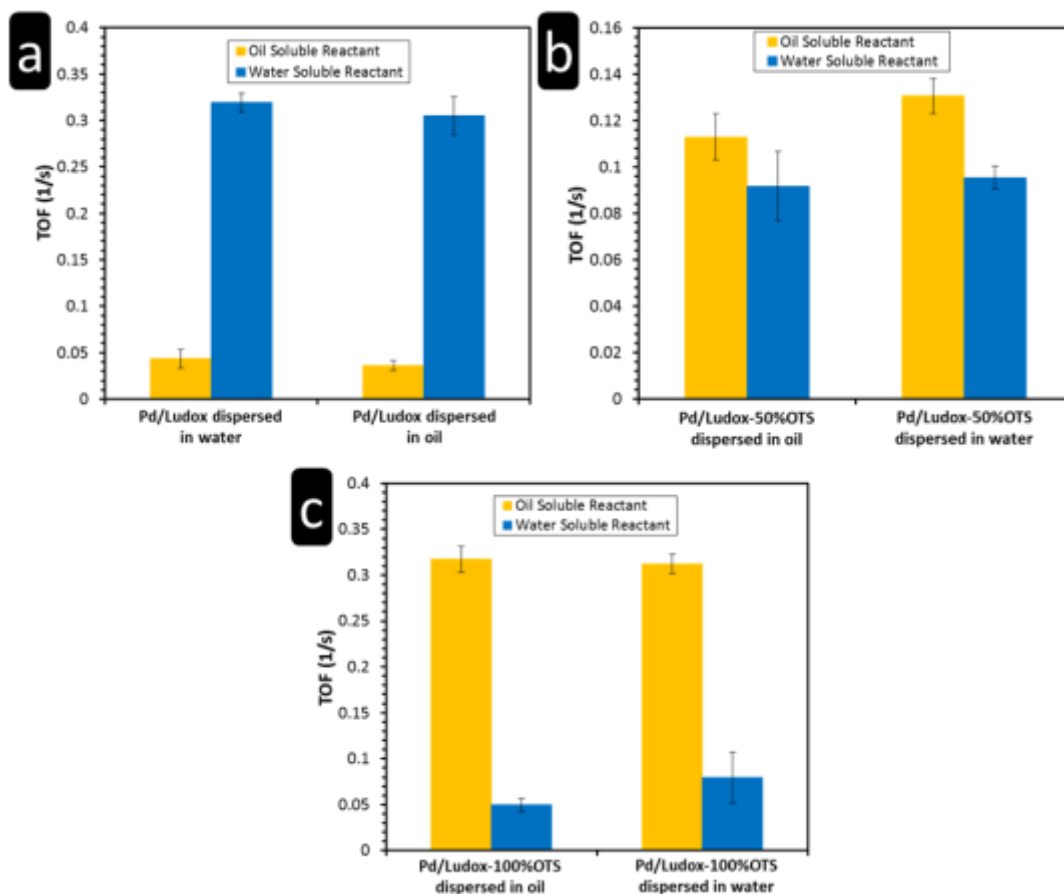 a
0.4
0.35
0.3
0.25
0.2
0.15
0.1
0.05
0
TOF (1/s)
Oil Soluble Reactant
Water Soluble Reactant
Pd/Ludox dispersed
in water
Pd/Ludox dispersed
in oil
b
0.16
0.14
0.12
0.1
0.08
0.06
0.04
0.02
0
TOF (1/s)
Oil Soluble Reactant
Water Soluble Reactant
Pd/Ludox-50%OTS
dispersed in oil
Pd/Ludox-50%OTS
dispersed in water
c
0.4
0.35
0.3
0.25
0.2
0.15
0.1
0.05
0
TOF (1/s)
Oil Soluble Reactant
Water Soluble Reactant
Pd/Ludox-100%OTS
dispersed in oil
Pd/Ludox-100%OTS
dispersed in water